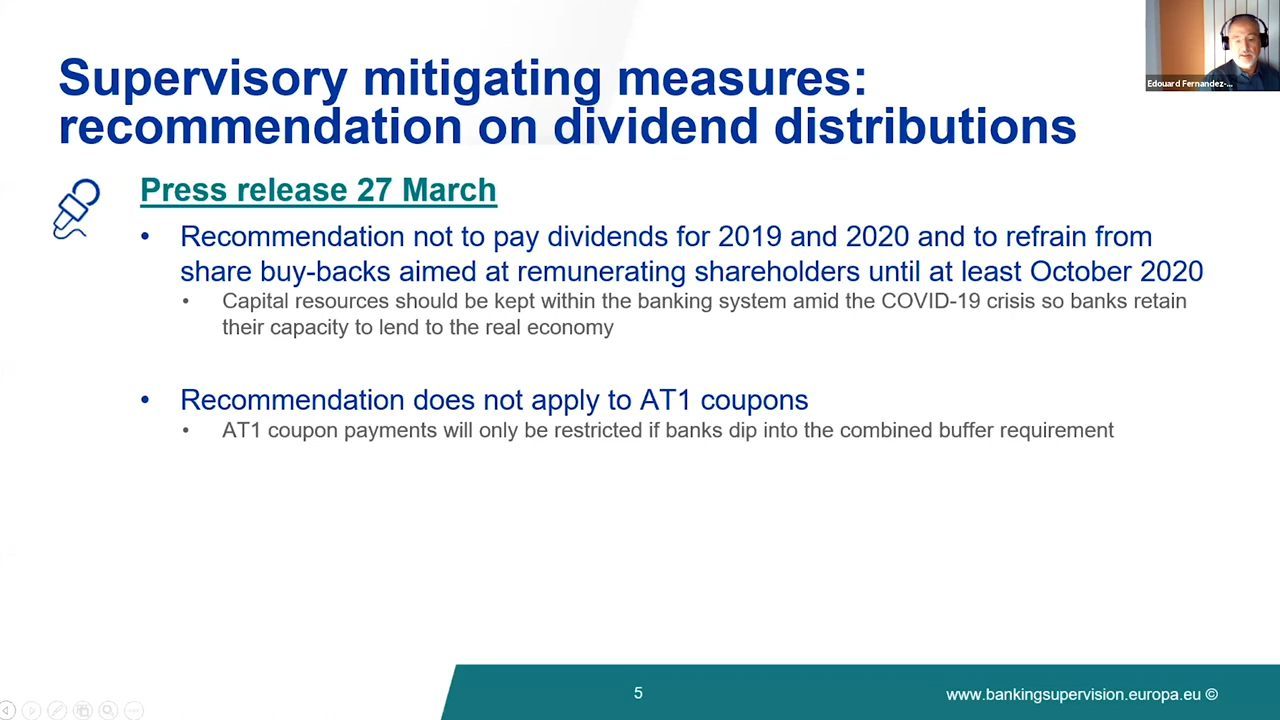 Supervisory mitigating measures:
recommendation on dividend distributions
Edouard Fernandez-...
Press release 27 March
• Recommendation not to pay dividends for 2019 and 2020 and to refrain from
share buy-backs aimed at remunerating shareholders until at least October 2020
• Capital resources should be kept within the banking system amid the COVID-19 crisis so banks retain
their capacity to lend to the real economy
• Recommendation does not apply to AT1 coupons
• AT1 coupon payments will only be restricted if banks dip into the combined buffer requirement
5
www.bankingsupervision.europa.eu ©